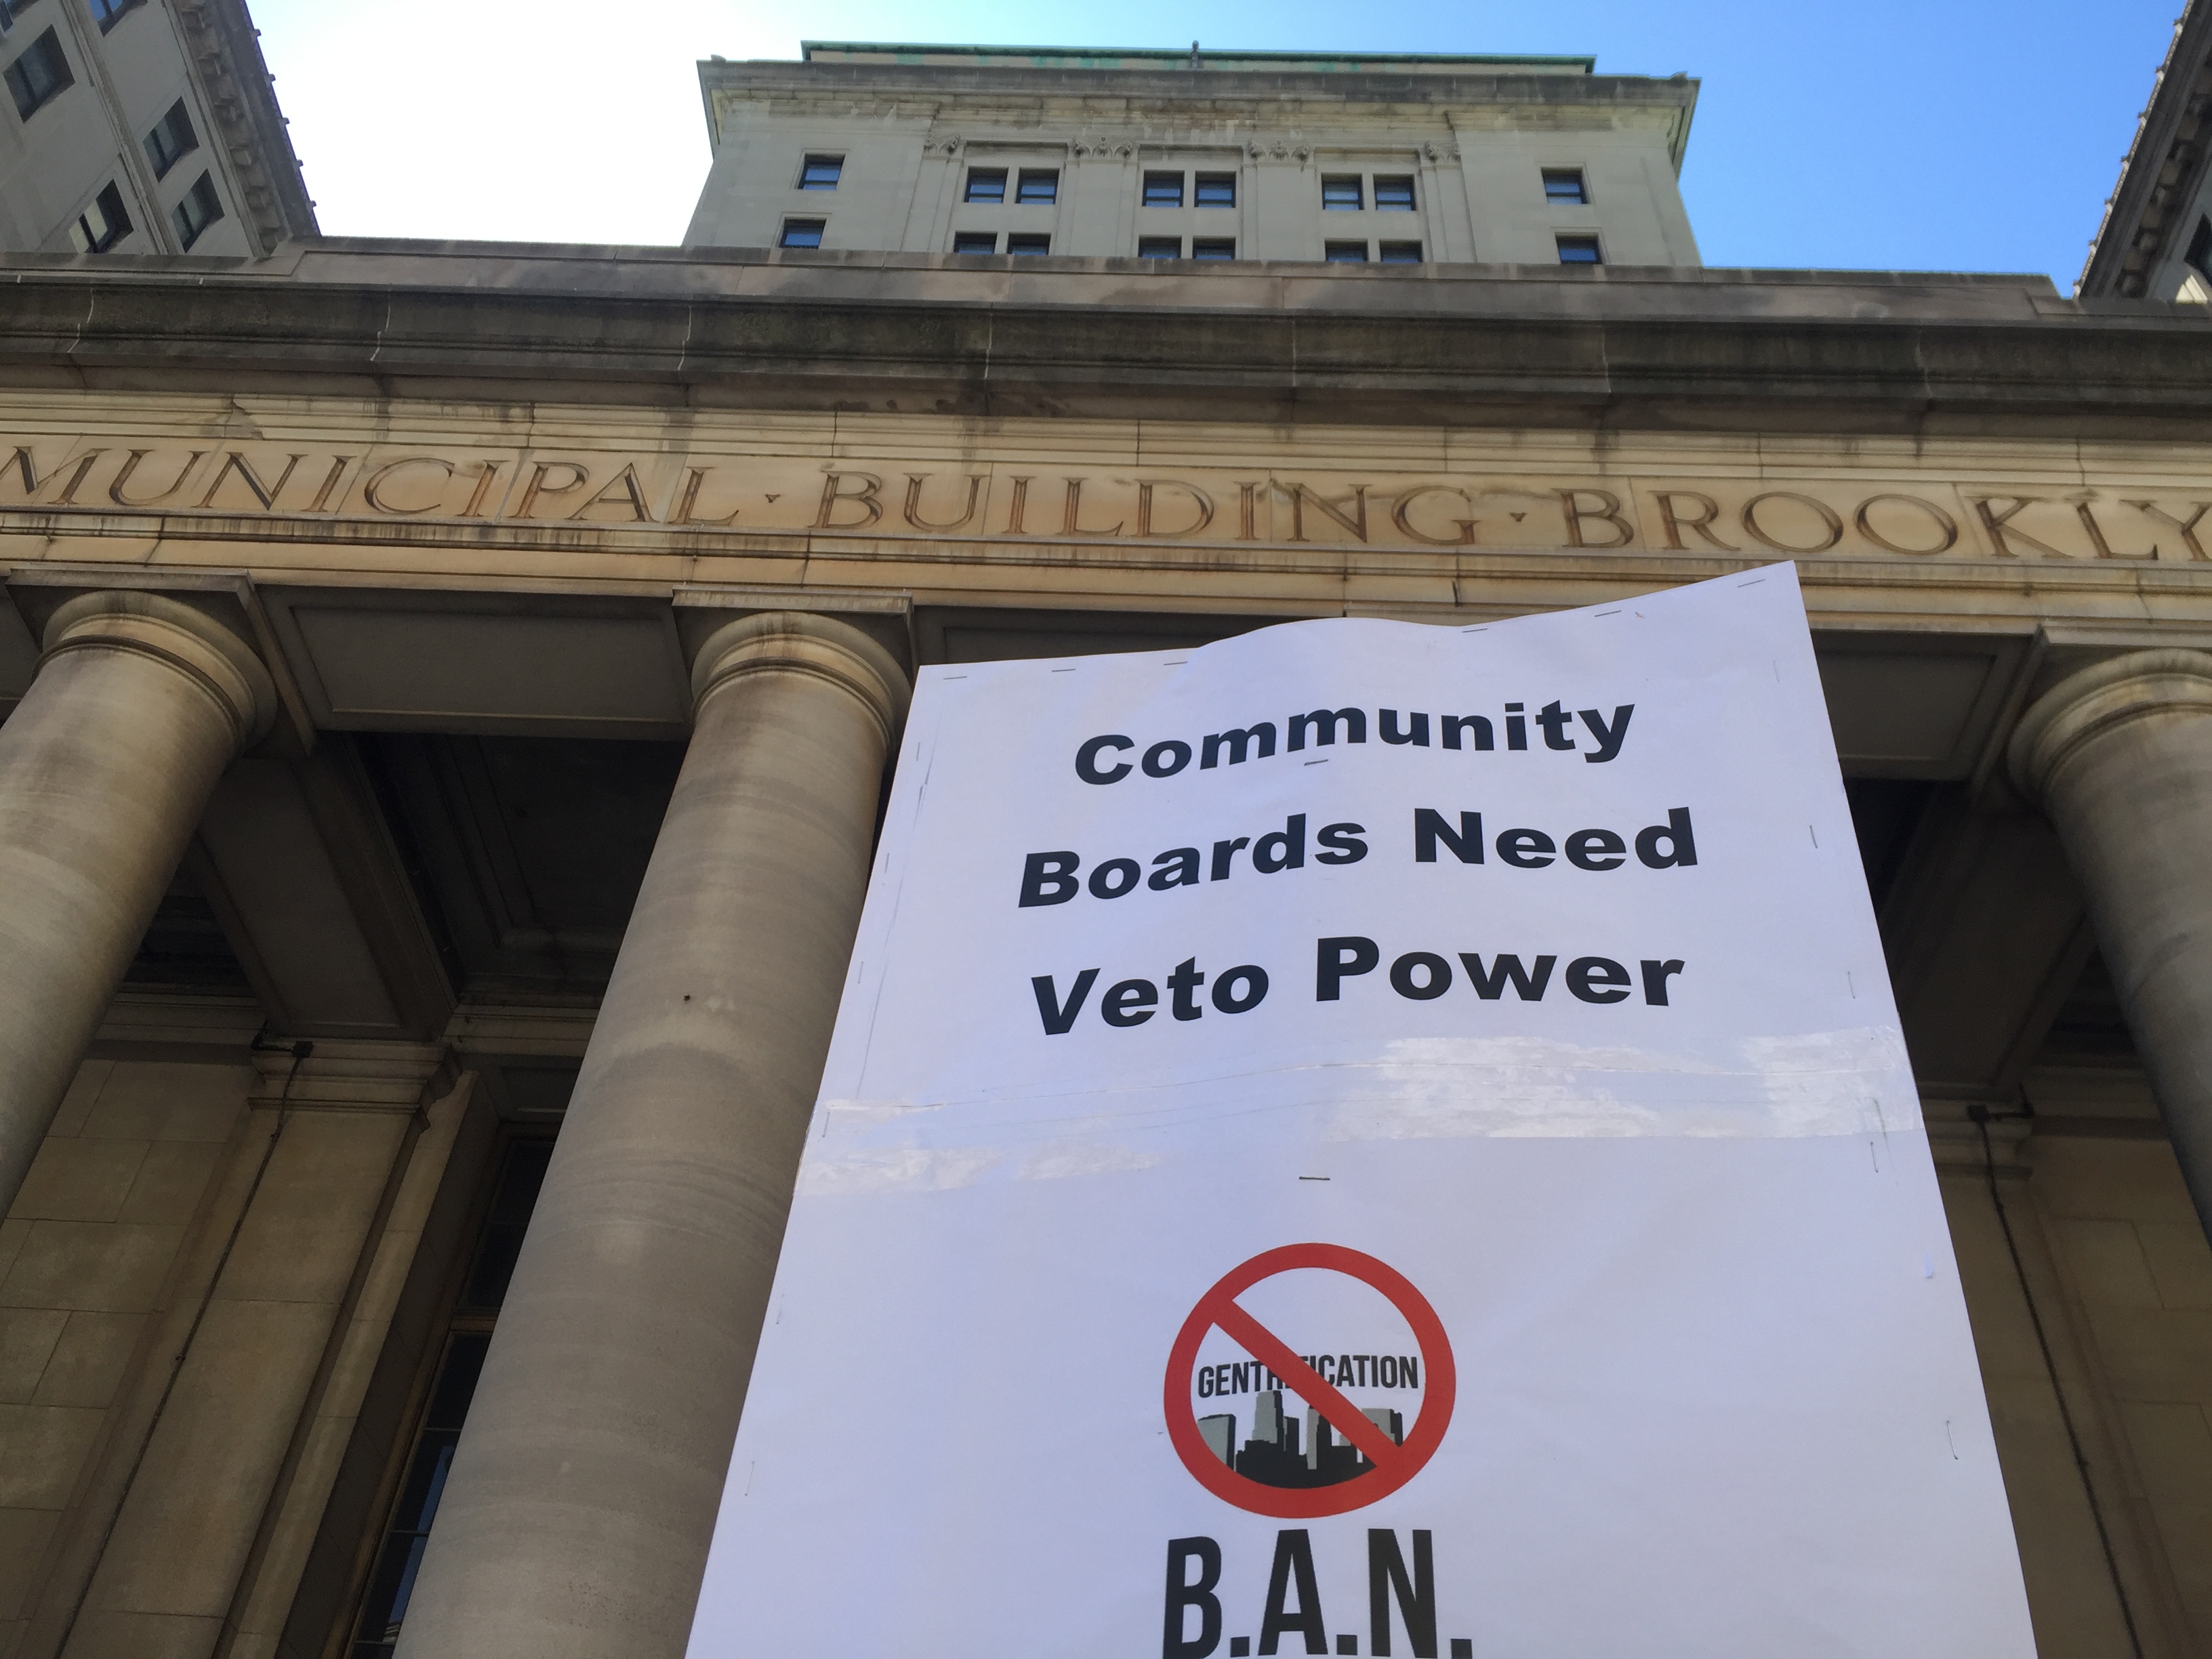 MUNICIPAL · BUILDING · BROOKLY
Community
Boards Need
Veto Power
GENTRIFICATION
B.A.N.